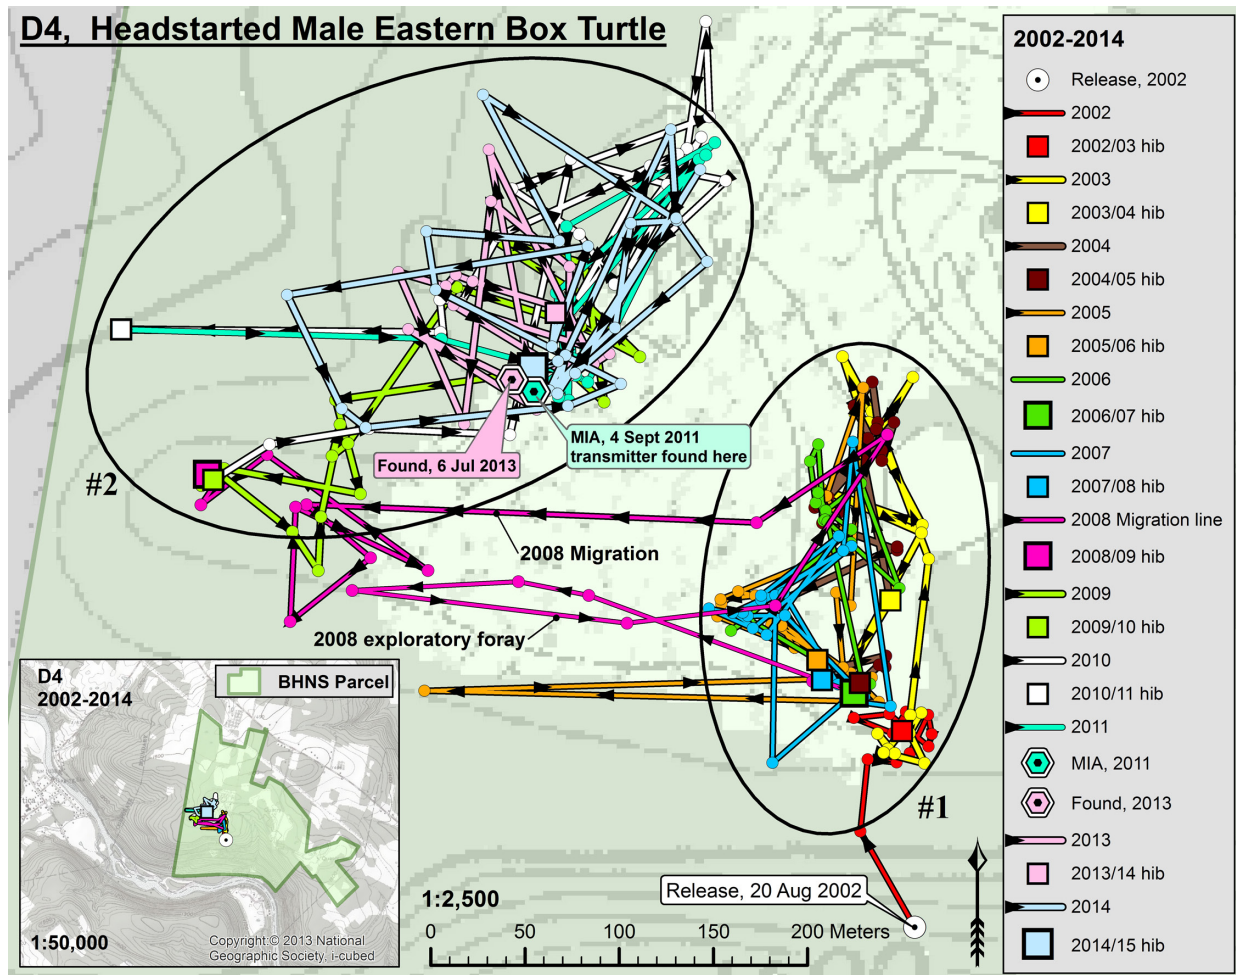 D4,  Headstarted Male Eastern Box Turtle
#2
Found, 6 Jul 2013
MIA, 4 Sept 2011
transmitter found here
2008 Migration
2008 exploratory foray
#1
Release, 20 Aug 2002
1:2,500
0 50 100 150 200 Meters
D4
2002-2014
BHNS Parcel
1:50,000
Copyright:© 2013 National
Geographic Society, i-cubed
2002-2014
Release, 2002
2002
2002/03 hib
2003
2003/04 hib
2004
2004/05 hib
2005
2005/06 hib
2006
2006/07 hib
2007
2007/08 hib
2008 Migration line
2008/09 hib
2009
2009/10 hib
2010
2010/11 hib
2011
MIA, 2011
Found, 2013
2013
2013/14 hib
2014
2014/15 hib